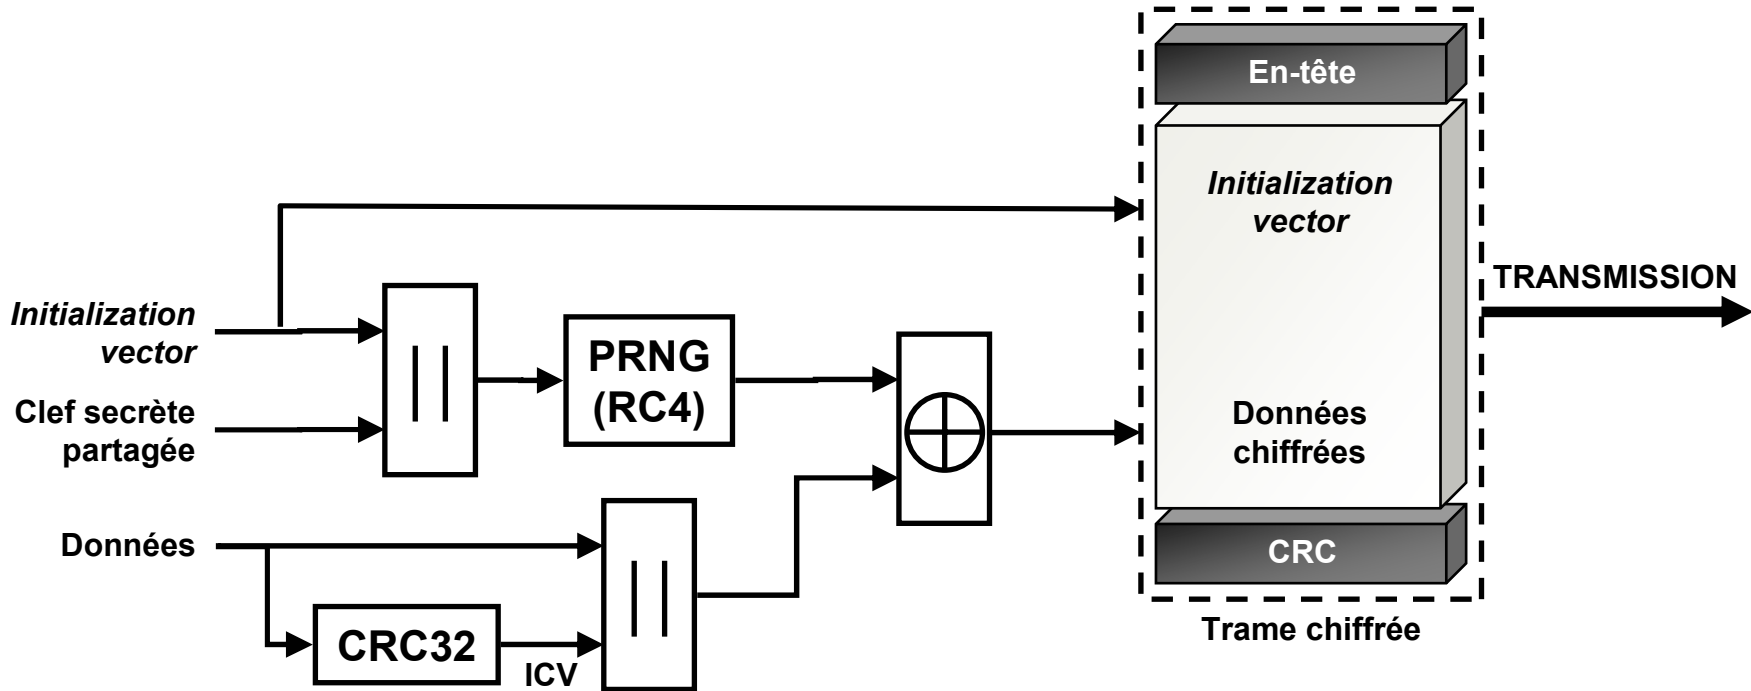 En-tête
Initialization
vector
TRANSMISSION
Initialization
vector
||
PRNG
(RC4)
Clef secrète
partagée
Données
chiffrées
Données
||
CRC
CRC32
ICV
Trame chiffrée